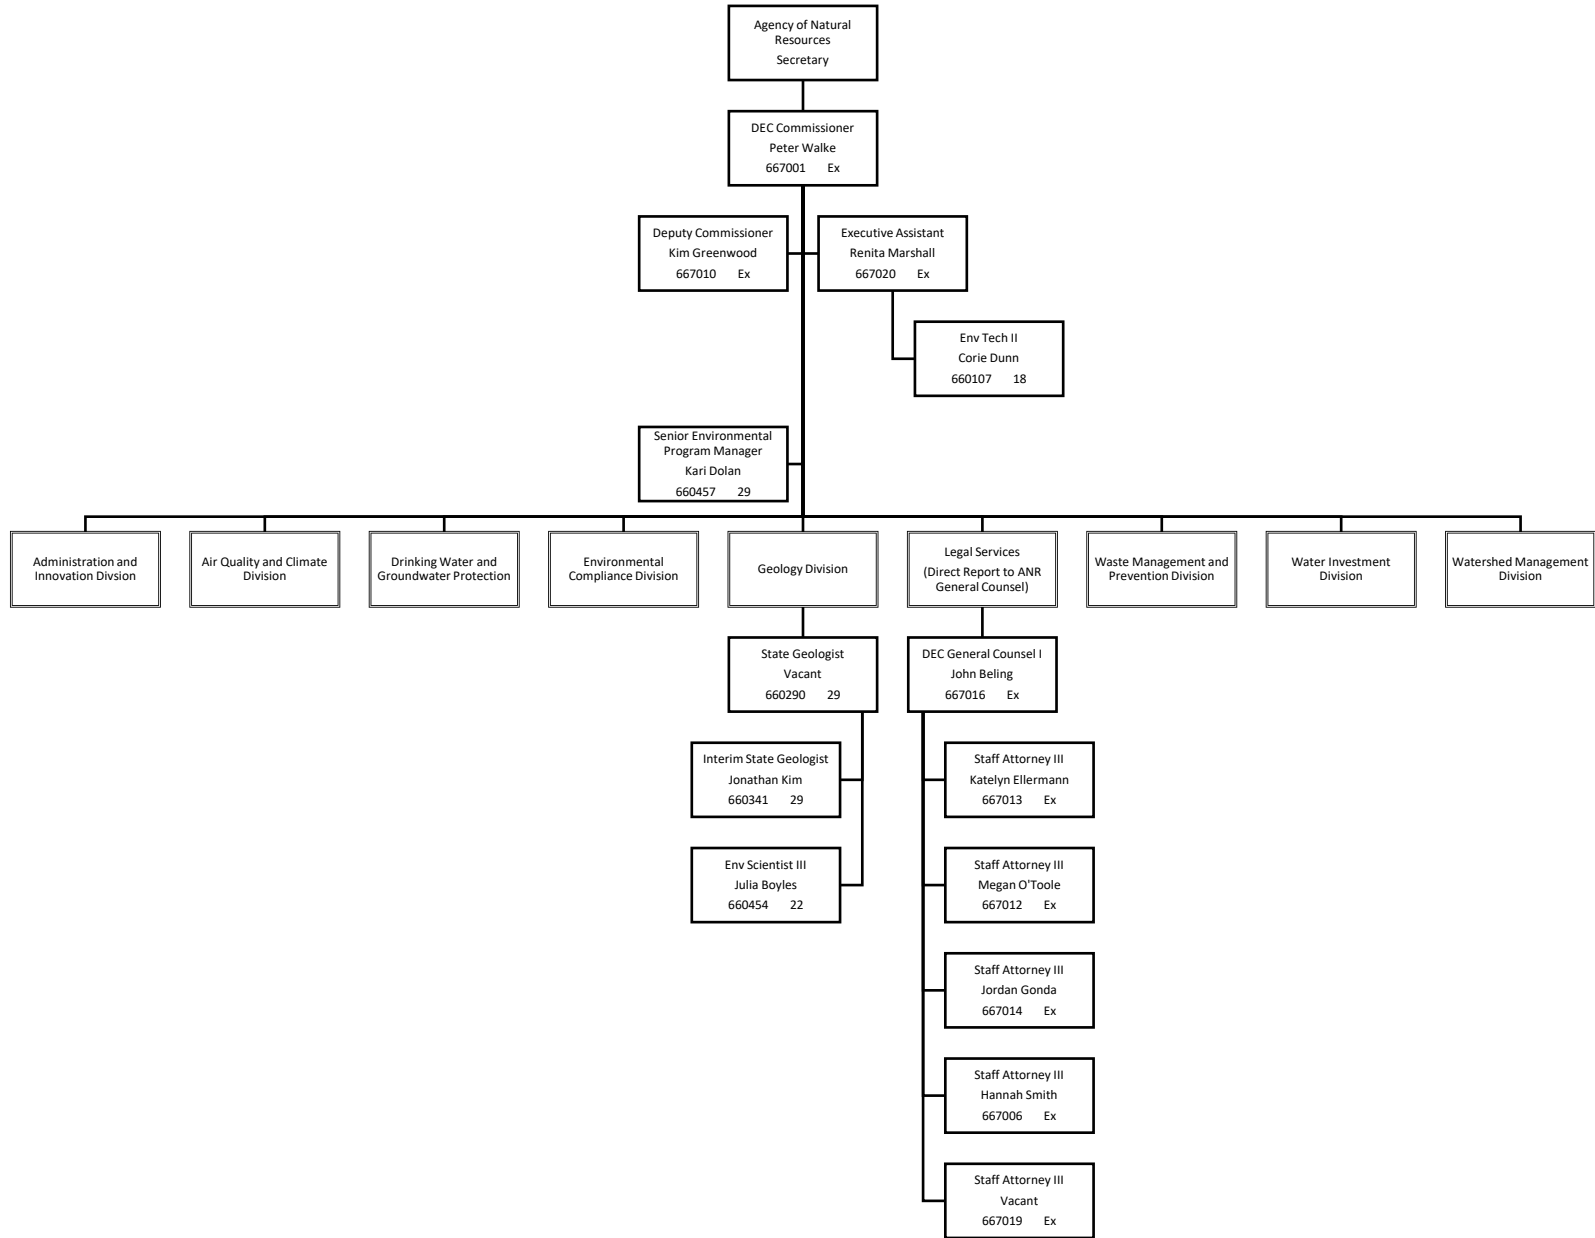 Agency of Natural
Resources
Secretary
DEC Commissioner
Peter Walke
667001 Ex
Deputy Commissioner
Kim Greenwood
667010 Ex
Executive Assistant
Renita Marshall
667020 Ex
Env Tech II
Corie Dunn
660107 18
Senior Environmental
Program Manager
Kari Dolan
660457 29
Administration and
Innovation Divsion
Air Quality and Climate
Division
Drinking Water and
Groundwater Protection
Environmental
Compliance Division
Geology Division
Legal Services
(Direct Report to ANR
General Counsel)
Waste Management and
Prevention Division
Water Investment
Division
Watershed Management
Division
State Geologist
Vacant
660290 29
DEC General Counsel I
John Beling
667016 Ex
Interim State Geologist
Jonathan Kim
660341 29
Staff Attorney III
Katelyn Ellermann
667013 Ex
Env Scientist III
Julia Boyles
660454 22
Staff Attorney III
Megan O'Toole
667012 Ex
Staff Attorney III
Jordan Gonda
667014 Ex
Staff Attorney III
Hannah Smith
667006 Ex
Staff Attorney III
Vacant
667019 Ex